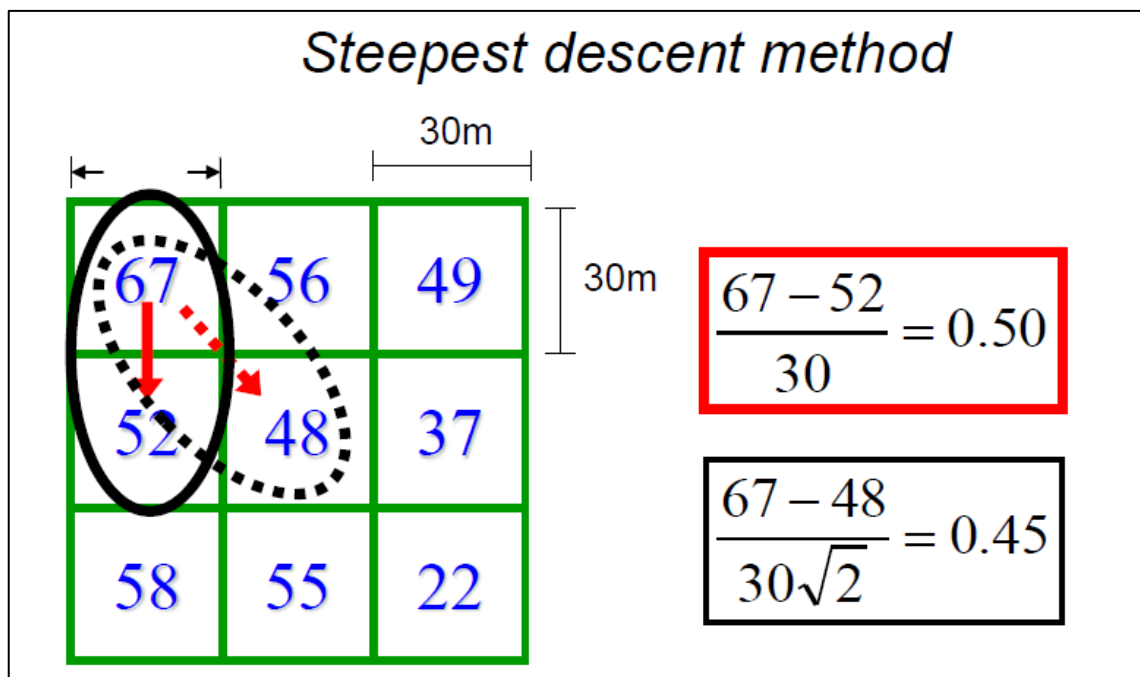 Steepest descent method
30m
67 56 49
30m
52 48 37
58 55 22
67 − 52
30
= 0.50
67 − 48
30√2
= 0.45